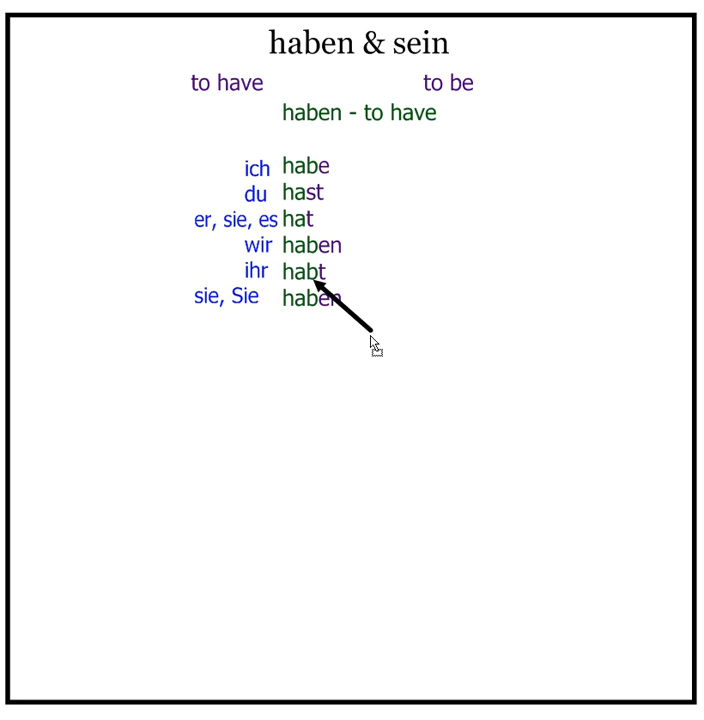 haben & sein
to have to be
haben - to have
ich habe
du hast
er, sie, es hat
wir haben
ihr habt
sie, Sie haben